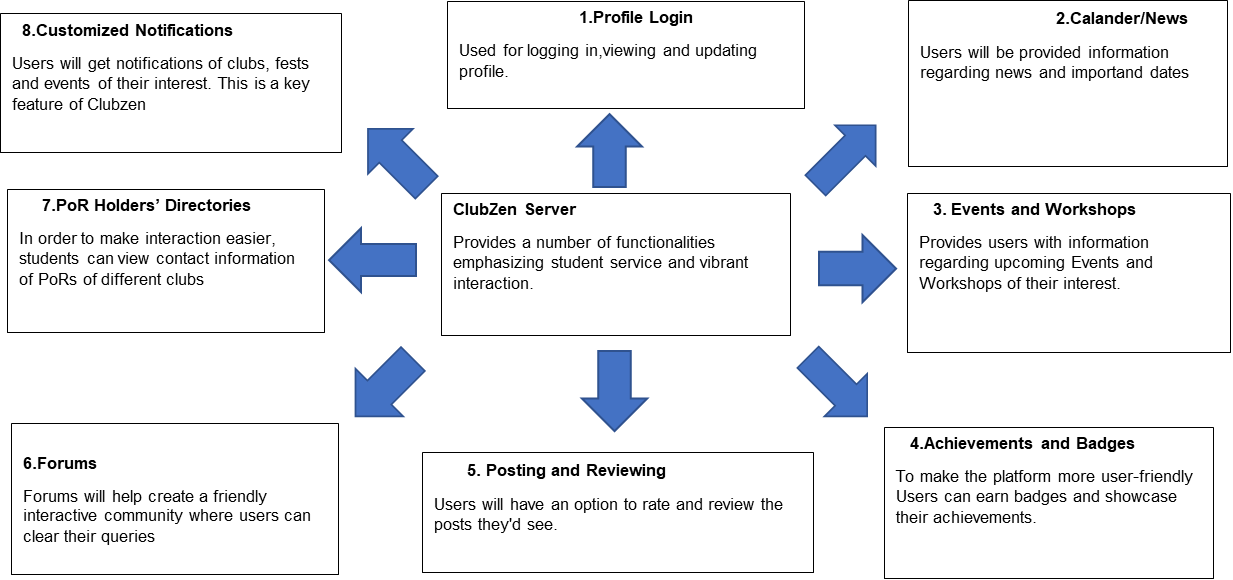 8.Customized Notifications
Users will get notifications of clubs, fests
and events of their interest. This is a key
feature of Clubzen
1.Profile Login
Used for logging in,viewing and updating
profile.
2.Calander/News
Users will be provided information
regarding news and importand dates
7.PoR Holders’ Directories
In order to make interaction easier,
students can view contact information
of PoRs of different clubs
ClubZen Server
Provides a number of functionalities
emphasizing student service and vibrant
interaction.
3. Events and Workshops
Provides users with information
regarding upcoming Events and
Workshops of their interest.
6.Forums
Forums will help create a friendly
interactive community where users can
clear their queries
5. Posting and Reviewing
Users will have an option to rate and review the
posts they'd see.
4.Achievements and Badges
To make the platform more user-friendly
Users can earn badges and showcase
their achievements.